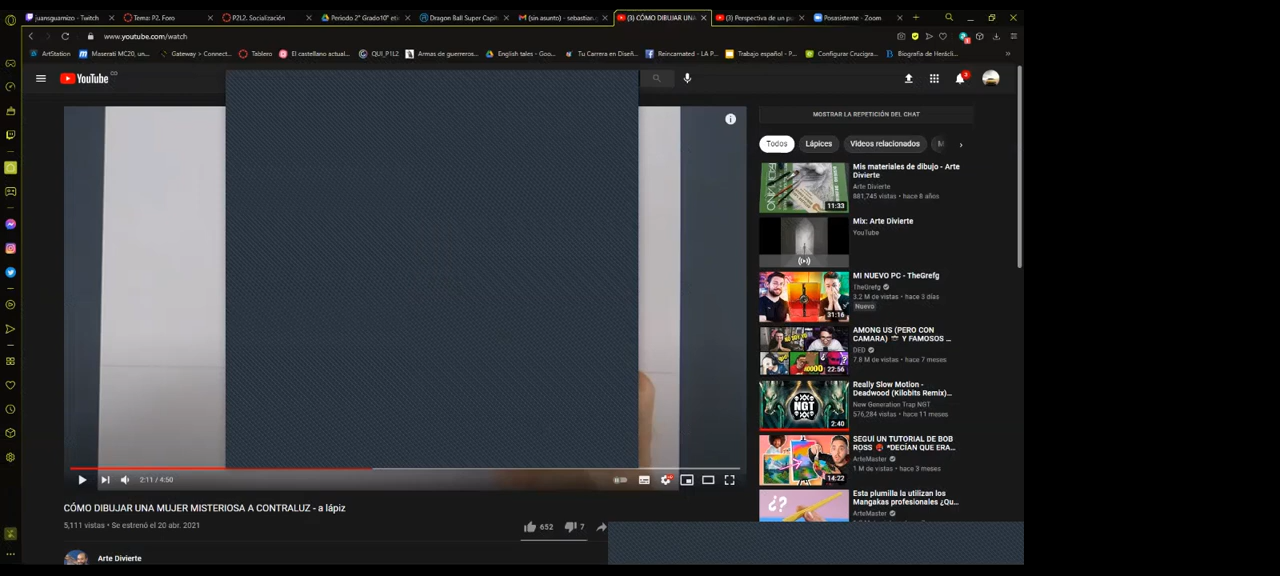 juansguarnizo - Twitch
Tema: P2. Foro
P2L2. Socialización
Periodo 2° Grado10° eti
Dragon Ball Super Capit
(sin asunto) - sebastian.g
(3) CÓMO DIBUJAR UNA
(3) Perspectiva de un pu
Posasistente - Zoom
www.youtube.com/watch
ArtStation
Maserati MC20, un...
Gateway > Connect...
Tablero
El castellano actual...
QUI_P1L2
Armas de guerreros...
English tales - Goo...
Tu Carrera en Diseñ...
Reincarnated - LA P...
Trabajo español - P...
Configurar Crucigra...
Biografia de Herácli...
YouTube CO
MOSTRAR LA REPETICIÓN DEL CHAT
Todos
Lápices
Videos relacionados
M
Mis materiales de dibujo - Arte
Divierte
Arte Divierte
881,745 vistas • hace 8 años
11:33
Mix: Arte Divierte
YouTube
MI NUEVO PC - TheGrefg
TheGrefg
3.2 M de vistas • hace 3 días
Nuevo
31:16
AMONG US (PERO CON
CAMARA) Y FAMOSOS ...
DED
7.8 M de vistas • hace 7 meses
22:56
Really Slow Motion -
Deadwood (Kilobits Remix)...
New Generation Trap NGT
576,284 vistas • hace 11 meses
NGT
2:40
SEGUÍ UN TUTORIAL DE BOB
ROSS *DECÍAN QUE ERA...
ArteMaster
1 M de vistas • hace 3 meses
14:22
Esta plumilla la utilizan los
Mangakas profesionales ¿Qu...
ArteMaster
¿?
2:11 / 4:50
CÓMO DIBUJAR UNA MUJER MISTERIOSA A CONTRALUZ - a lápiz
5,111 vistas • Se estrenó el 20 abr. 2021
652
7
Arte Divierte